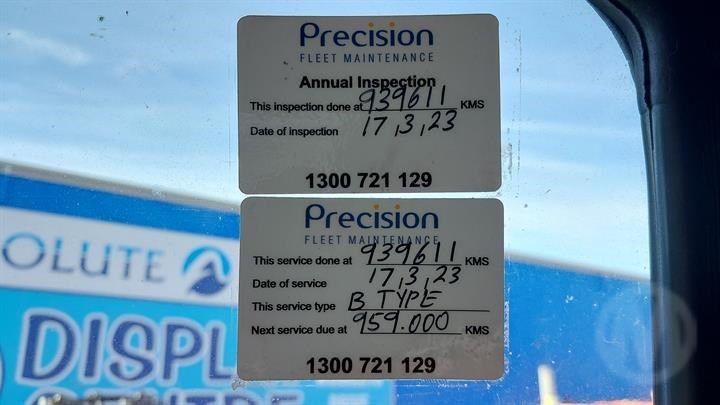 Precision
FLEET MAINTENANCE
Annual Inspection
This inspection done at 939611 KMS
Date of inspection 17,3,23
1300 721 129
Precision
FLEET MAINTENANCE
This service done at 939611 KMS
Date of service 17,3,23
This service type B TYPE
Next service due at 959.000 KMS
1300 721 129
OLUTE
DISPL